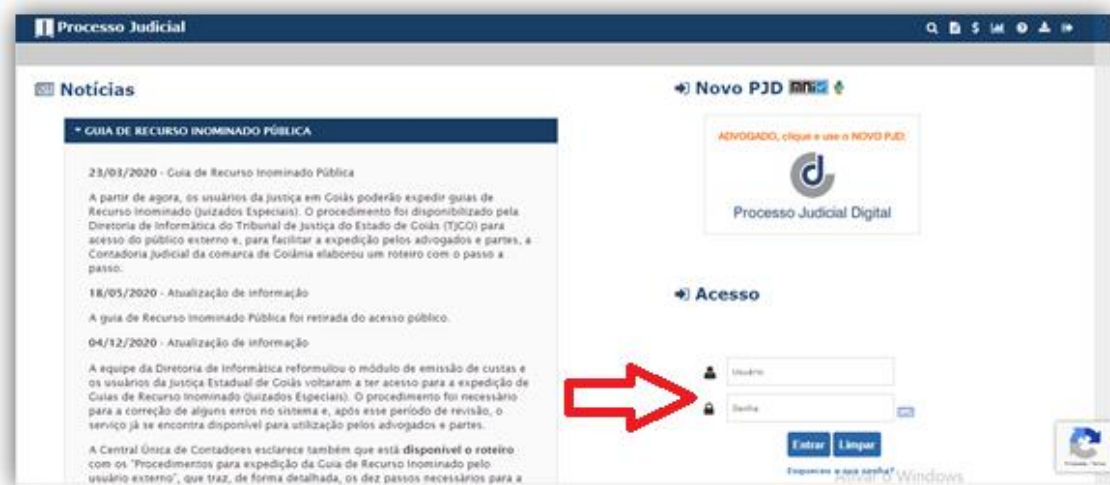 Processo Judicial
Notícias
GUIA DE RECURSO INOMINADO PÚBLICA
23/03/2020 - Guia de Recurso Inominado Pública
A partir de agora, os usuários da Justiça em Goiás poderão expedir guias de
Recurso Inominado (Juizados Especiais). O procedimento foi disponibilizado pela
Diretoria de Informática do Tribunal de Justiça do Estado de Goiás (TJGO) para
acesso do público externo e, para facilitar a expedição pelos advogados e partes, a
Contadoria Judicial da comarca de Goiânia elaborou um roteiro com o passo a
passo.
18/05/2020 - Atualização de informação
A guia de Recurso Inominado Pública foi retirada do acesso público.
04/12/2020 - Atualização de informação
A equipe da Diretoria de Informática reformulou o módulo de emissão de custas e
os usuários da Justiça Estadual de Goiás voltaram a ter acesso para a expedição de
Guias de Recurso Inominado (Juizados Especiais). O procedimento foi necessário
para a correção de alguns erros no sistema e, após esse período de revisão, o
serviço já se encontra disponível para utilização pelos advogados e partes.
A Central Única de Contadores esclarece também que está disponível o roteiro
com os "Procedimentos para expedição da Guia de Recurso Inominado pelo
usuário externo", que traz, de forma detalhada, os dez passos necessários para a
Novo PJD
ADVOGADO, clique e use o NOVO PJD:
Processo Judicial Digital
Acesso
Usuário
Senha
Entrar Limpar
Esqueceu a sua senha?
Ativar o Windows